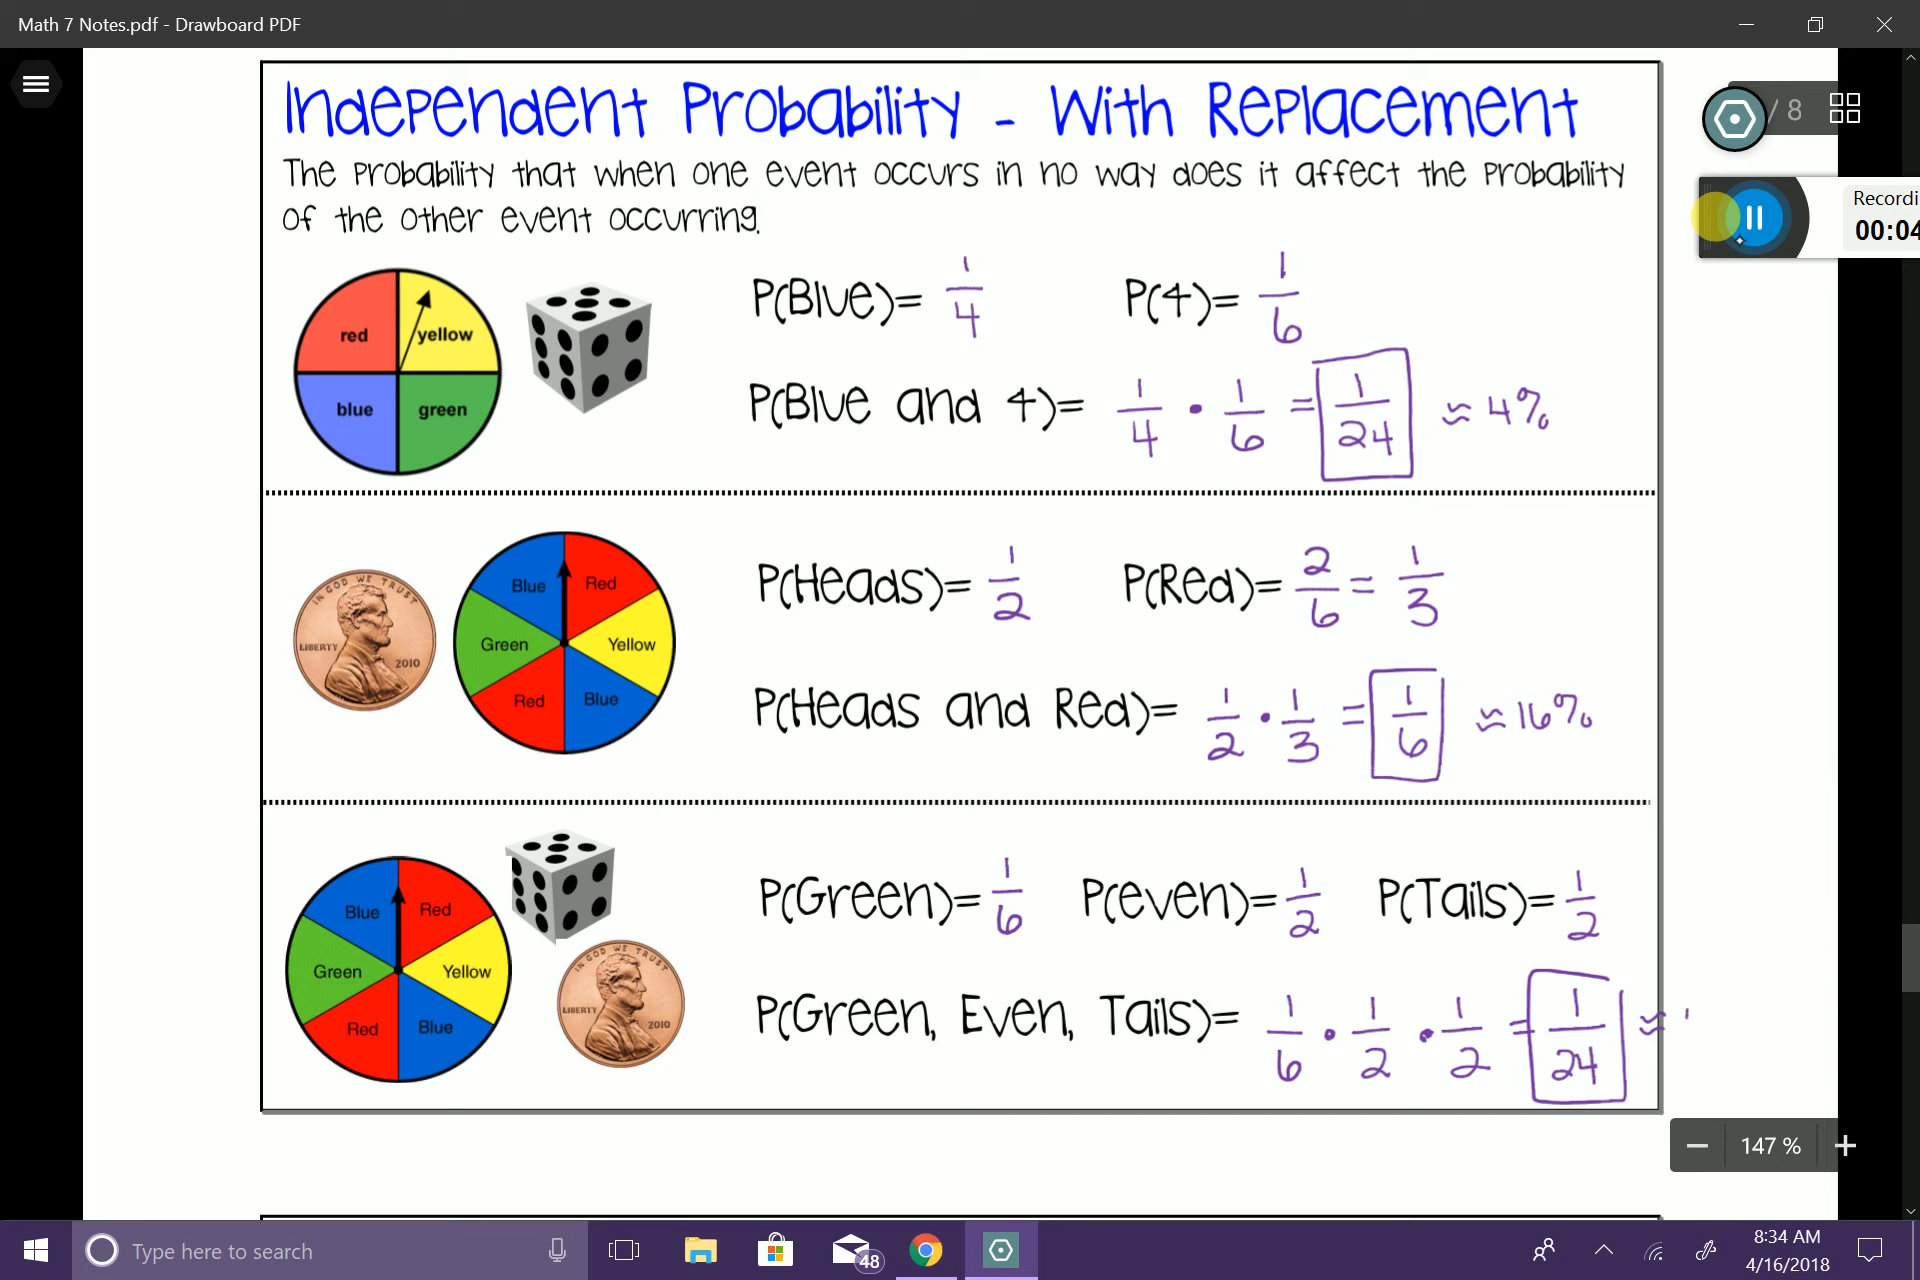 Math 7 Notes.pdf - Drawboard PDF
/ 8
Independent Probability - With Replacement
The probability that when one event occurs in no way does it affect the probability
of the other event occurring.
Recordi
00:04
red
yellow
blue
green
P(Blue)= 1/4
P(4)= 1/6
P(Blue and 4)= 1/4 · 1/6 = 1/24 ≈ 4%
IN GOD WE TRUST
LIBERTY
2010
Blue
Red
Green
Yellow
Red
Blue
P(Heads)= 1/2
P(Red)= 2/6 = 1/3
P(Heads and Red)= 1/2 · 1/3 = 1/6 ≈ 16%
Blue
Red
Green
Yellow
Red
Blue
IN GOD WE TRUST
LIBERTY
2010
P(Green)= 1/6
P(even)= 1/2
P(Tails)= 1/2
P(Green, Even, Tails)= 1/6 · 1/2 · 1/2 = 1/24 ≈
147 %
Type here to search
48
8:34 AM
4/16/2018